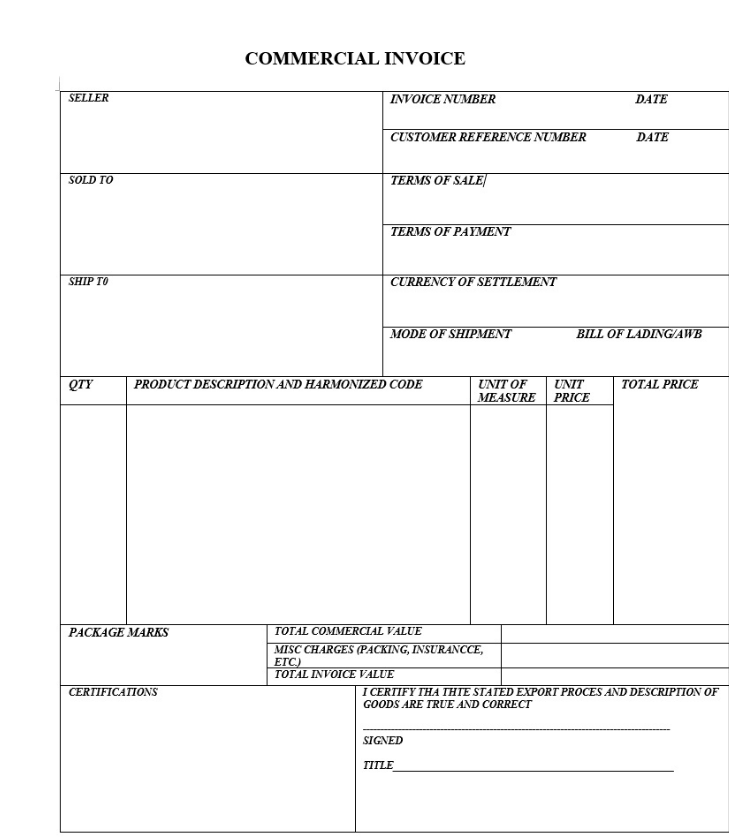 COMMERCIAL INVOICE
SELLER
INVOICE NUMBER DATE
CUSTOMER REFERENCE NUMBER DATE
SOLD TO
TERMS OF SALE/
TERMS OF PAYMENT
SHIP T0
CURRENCY OF SETTLEMENT
MODE OF SHIPMENT BILL OF LADING/AWB
QTY PRODUCT DESCRIPTION AND HARMONIZED CODE UNIT OF UNIT TOTAL PRICE
MEASURE PRICE
PACKAGE MARKS
TOTAL COMMERCIAL VALUE
MISC CHARGES (PACKING, INSURANCCE,
ETC.)
TOTAL INVOICE VALUE
CERTIFICATIONS
I CERTIFY THA THTE STATED EXPORT PROCES AND DESCRIPTION OF
GOODS ARE TRUE AND CORRECT
SIGNED
TITLE